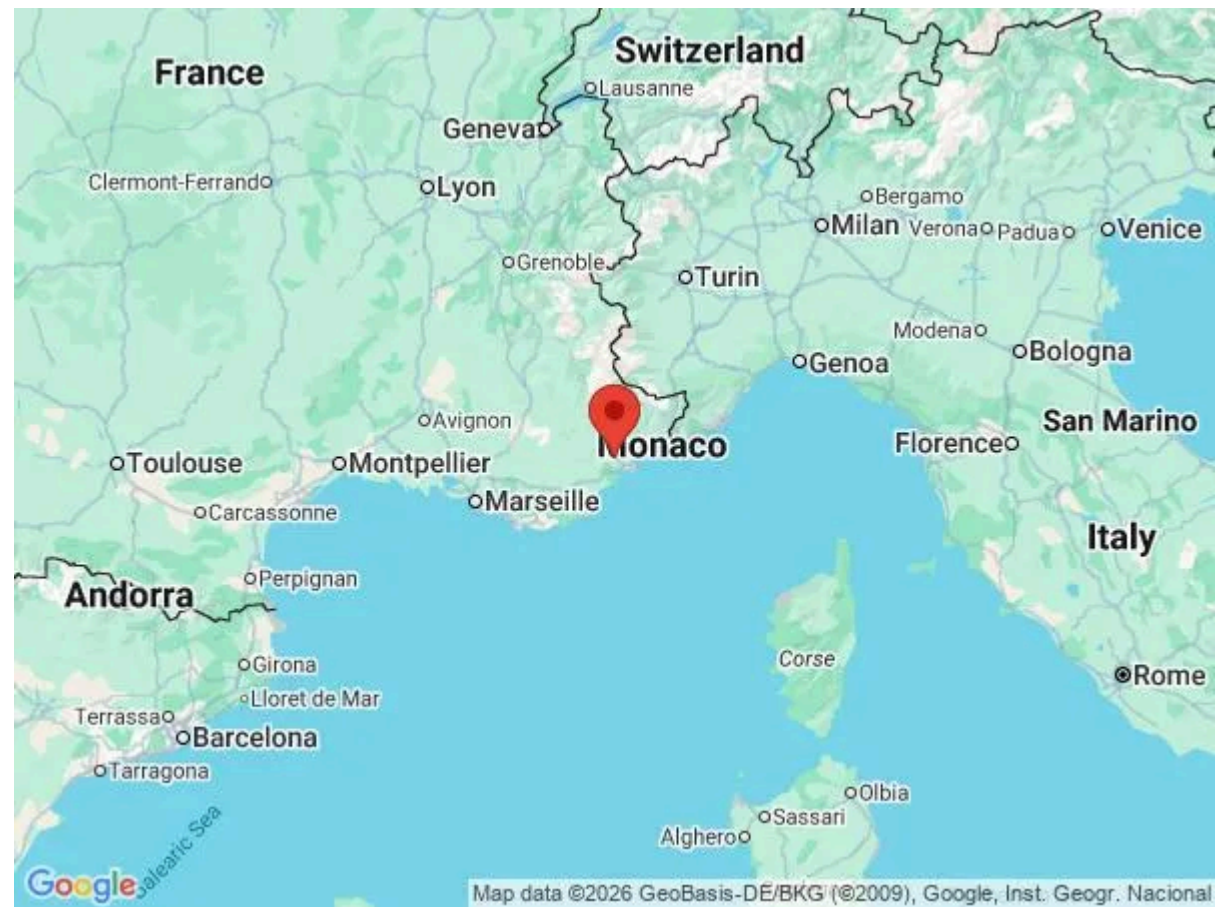 France
Switzerland
Lausanne
Geneva
Clermont-Ferrand
Lyon
Bergamo
Milan
Verona
Padua
Venice
Grenoble
Turin
Modena
Bologna
Genoa
Avignon
San Marino
Monaco
Florence
Toulouse
Montpellier
Marseille
Carcassonne
Italy
Perpignan
Andorra
Corse
Girona
Rome
Lloret de Mar
Terrassa
Barcelona
Tarragona
Olbia
Sassari
Alghero
Balearic Sea
Google
Map data ©2026 GeoBasis-DE/BKG (©2009), Google, Inst. Geogr. Nacional